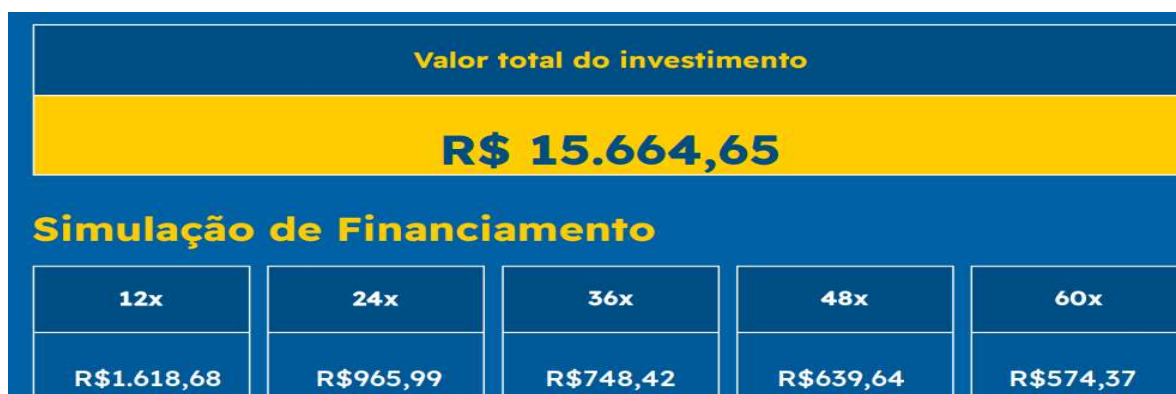 Valor total do investimento
R$ 15.664,65
Simulação de Financiamento
12x 24x 36x 48x 60x
R$1.618,68 R$965,99 R$748,42 R$639,64 R$574,37